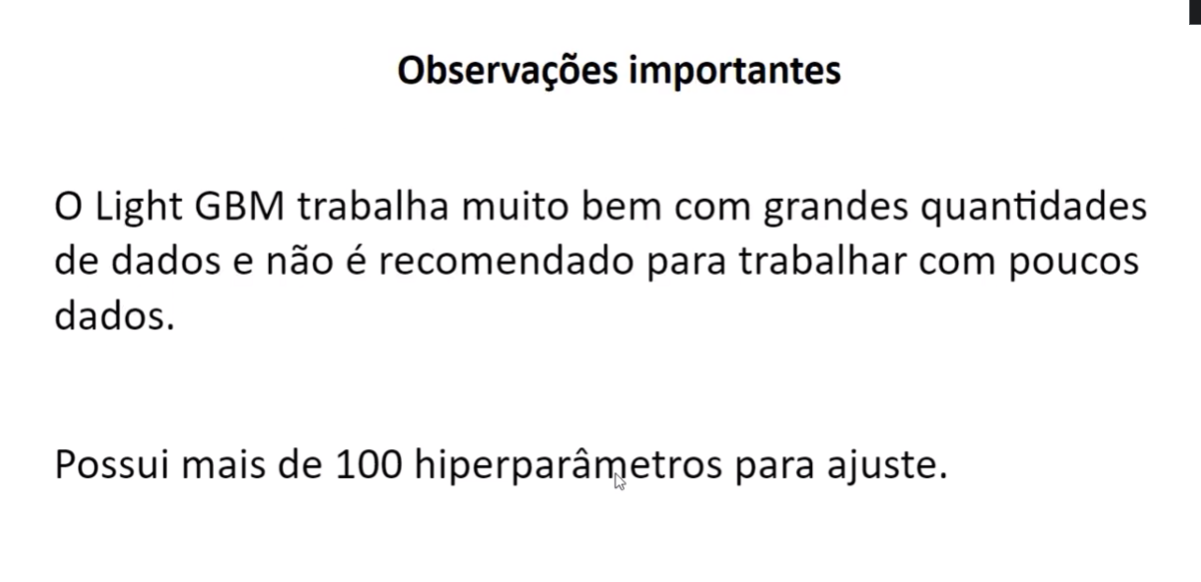 Observações importantes
O Light GBM trabalha muito bem com grandes quantidades
de dados e não é recomendado para trabalhar com poucos
dados.
Possui mais de 100 hiperparâmetros para ajuste.